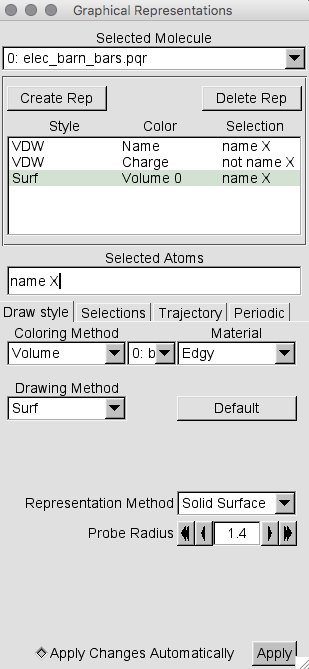 Graphical Representations
Selected Molecule
0: elec_barn_bars.pqr
Create Rep Delete Rep
Style Color Selection
VDW Name name X
VDW Charge not name X
Surf Volume 0 name X
Selected Atoms
name X
Draw style Selections Trajectory Periodic
Coloring Method Material
Volume 0: b Edgy
Drawing Method
Surf Default
Representation Method Solid Surface
Probe Radius 1.4
Apply Changes Automatically Apply